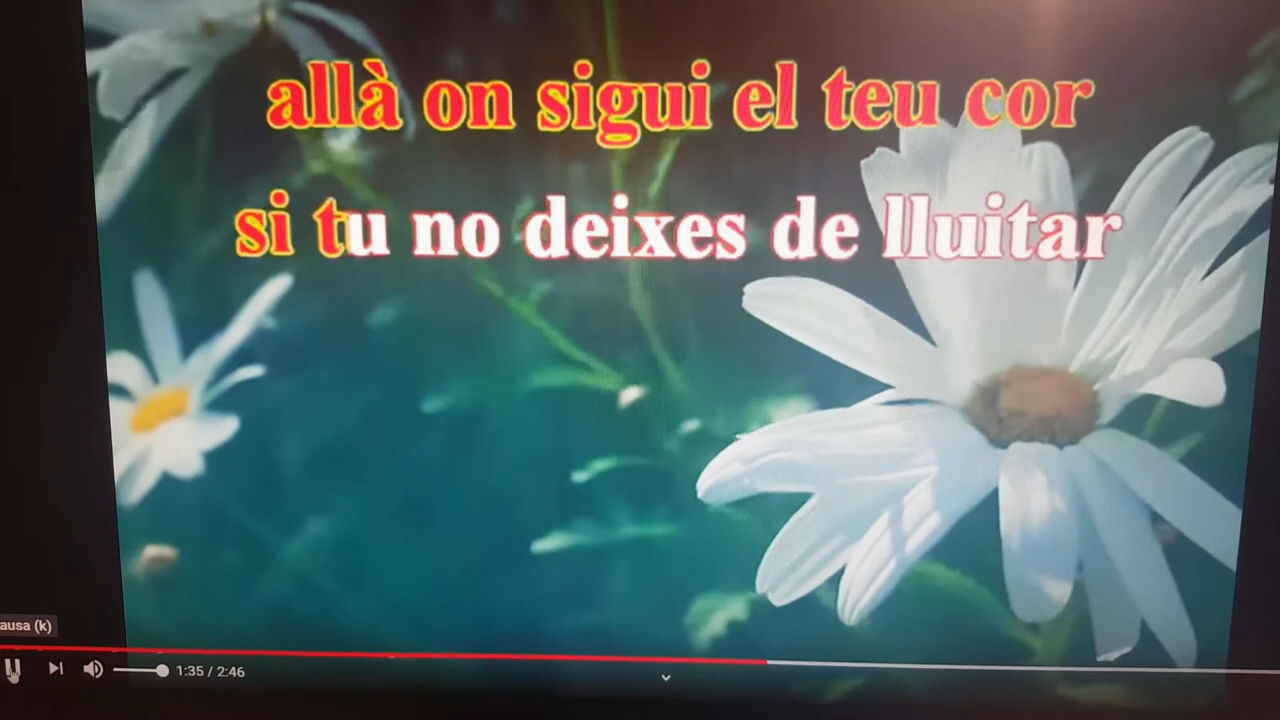 allà on sigui el teu cor
si tu no deixes de lluitar
ausa (k)
1:35 / 2:46